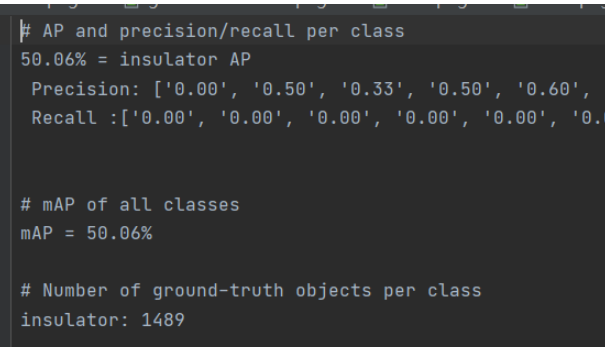 # AP and precision/recall per class
50.06% = insulator AP
Precision: ['0.00', '0.50', '0.33', '0.50', '0.60',
Recall :['0.00', '0.00', '0.00', '0.00', '0.00', '0.
# mAP of all classes
mAP = 50.06%
# Number of ground-truth objects per class
insulator: 1489